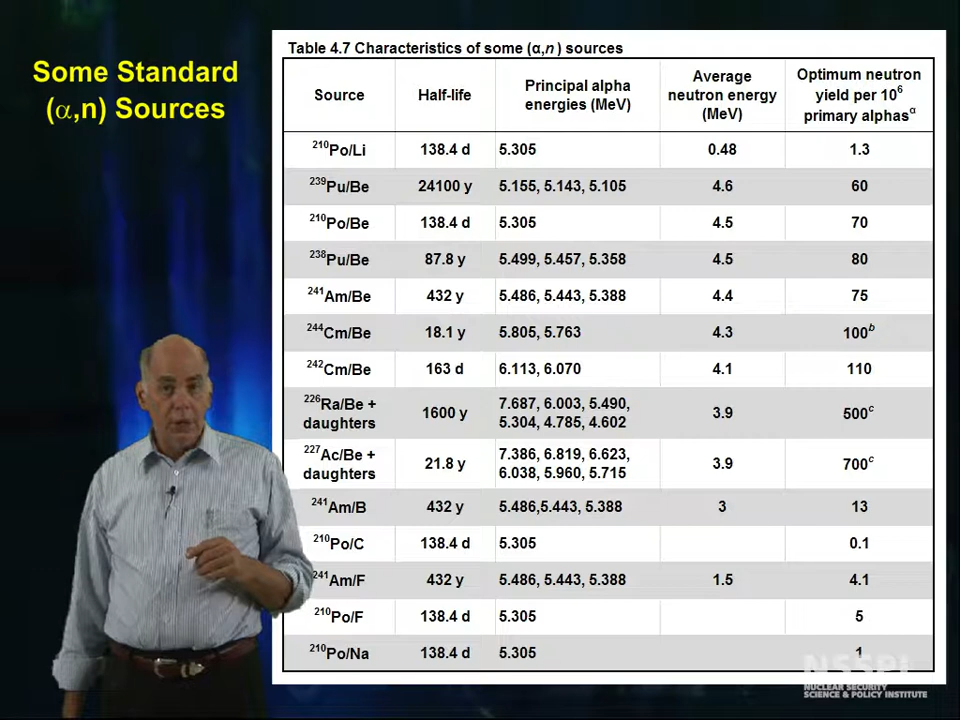 Some Standard
(α,n) Sources
Table 4.7 Characteristics of some (α,n ) sources
Source Half-life Principal alpha energies (MeV) Average neutron energy (MeV) Optimum neutron yield per 10⁶ primary alphasᵅ
²¹⁰Po/Li 138.4 d 5.305 0.48 1.3
²³⁹Pu/Be 24100 y 5.155, 5.143, 5.105 4.6 60
²¹⁰Po/Be 138.4 d 5.305 4.5 70
²³⁸Pu/Be 87.8 y 5.499, 5.457, 5.358 4.5 80
²⁴¹Am/Be 432 y 5.486, 5.443, 5.388 4.4 75
²⁴⁴Cm/Be 18.1 y 5.805, 5.763 4.3 100ᵇ
²⁴²Cm/Be 163 d 6.113, 6.070 4.1 110
²²⁶Ra/Be + daughters 1600 y 7.687, 6.003, 5.490, 5.304, 4.785, 4.602 3.9 500ᶜ
²²⁷Ac/Be + daughters 21.8 y 7.386, 6.819, 6.623, 6.038, 5.960, 5.715 3.9 700ᶜ
²⁴¹Am/B 432 y 5.486,5.443, 5.388 3 13
²¹⁰Po/C 138.4 d 5.305 0.1
²⁴¹Am/F 432 y 5.486, 5.443, 5.388 1.5 4.1
²¹⁰Po/F 138.4 d 5.305 5
²¹⁰Po/Na 138.4 d 5.305 1
NSSPI
NUCLEAR SECURITY
SCIENCE & POLICY INSTITUTE